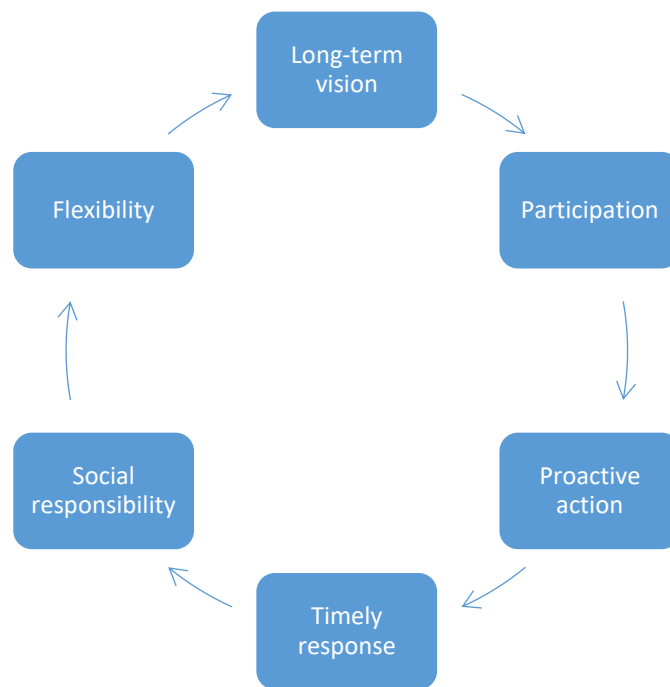 Long-term
vision
Participation
Proactive
action
Timely
response
Social
responsibility
Flexibility